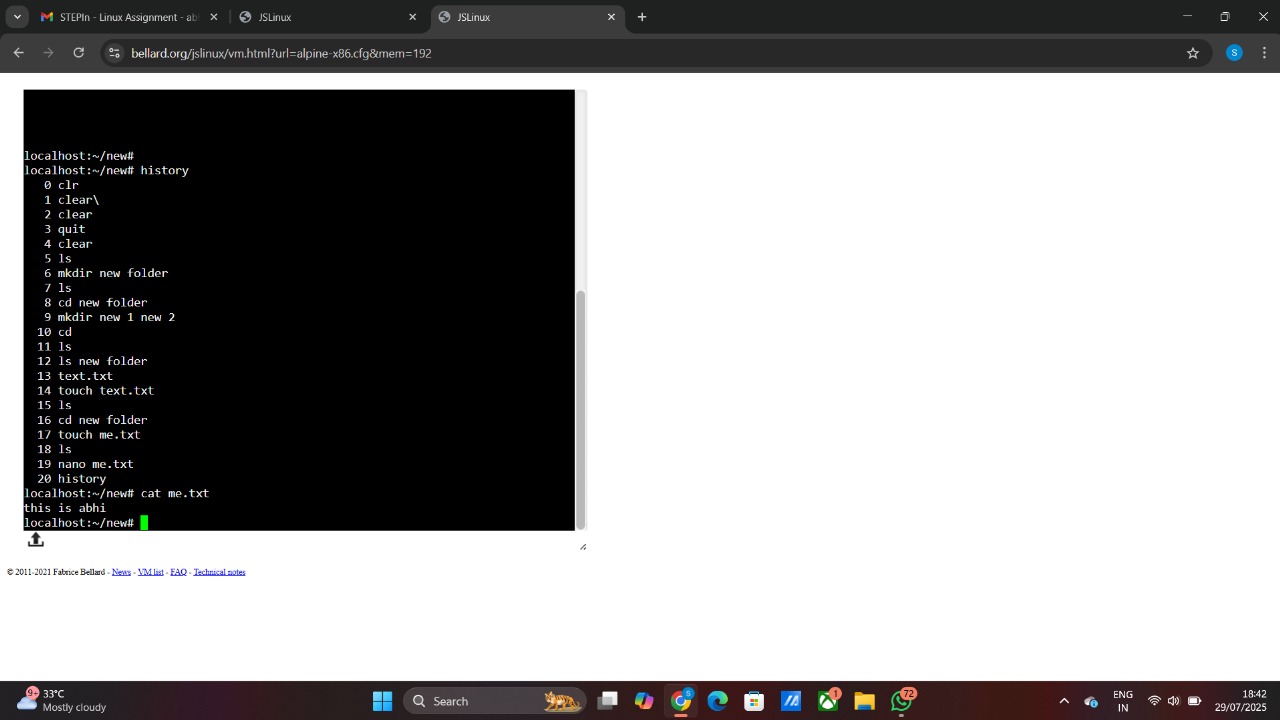 STEPIn - Linux Assignment - ab
JSLinux
JSLinux
bellard.org/jslinux/vm.html?url=alpine-x86.cfg&mem=192
S
localhost:~/new#
localhost:~/new# history
0 clr
1 clear\
2 clear
3 quit
4 clear
5 ls
6 mkdir new folder
7 ls
8 cd new folder
9 mkdir new 1 new 2
10 cd
11 ls
12 ls new folder
13 text.txt
14 touch text.txt
15 ls
16 cd new folder
17 touch me.txt
18 ls
19 nano me.txt
20 history
localhost:~/new# cat me.txt
this is abhi
localhost:~/new#
© 2011-2021 Fabrice Bellard - News - VM list - FAQ - Technical notes
9+
33°C
Mostly cloudy
Search
S
1
72
ENG
IN
18:42
29/07/2025